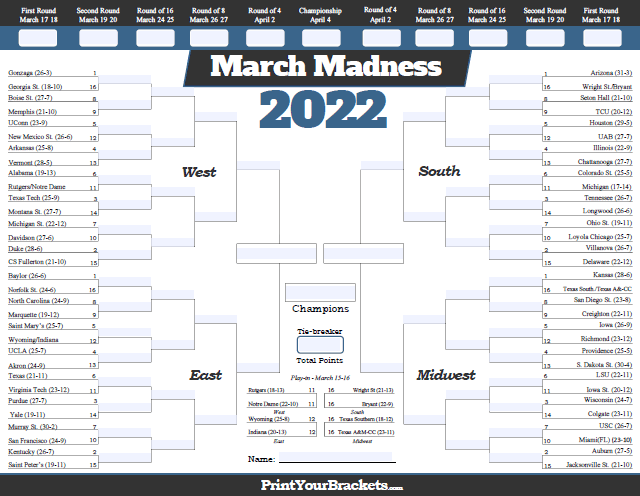 First Round
March 17 18
Second Round
March 19 20
Round of 16
March 24 25
Round of 8
March 26 27
Round of 4
April 2
Championship
April 4
Round of 4
April 2
Round of 8
March 26 27
Round of 16
March 24 25
Second Round
March 19 20
First Round
March 17 18
March Madness
2022
West
Gonzaga (26-3) 1
Georgia St. (18-10) 16
Boise St. (27-7) 8
Memphis (21-10) 9
UConn (23-9) 5
New Mexico St. (26-6) 12
Arkansas (25-8) 4
Vermont (28-5) 13
Alabama (19-13) 6
Rutgers/Notre Dame 11
Texas Tech (25-9) 3
Montana St. (27-7) 14
Michigan St. (22-12) 7
Davidson (27-6) 10
Duke (28-6) 2
CS Fullerton (21-10) 15
East
Baylor (26-6) 1
Norfolk St. (24-6) 16
North Carolina (24-9) 8
Marquette (19-12) 9
Saint Mary's (25-7) 5
Wyoming/Indiana 12
UCLA (25-7) 4
Akron (24-9) 13
Texas (21-11) 6
Virginia Tech (23-12) 11
Purdue (27-7) 3
Yale (19-11) 14
Murray St. (30-2) 7
San Francisco (24-9) 10
Kentucky (26-7) 2
Saint Peter's (19-11) 15
South
1 Arizona (31-3)
16 Wright St/Bryant
8 Seton Hall (21-10)
9 TCU (20-12)
5 Houston (29-5)
12 UAB (27-7)
4 Illinois (22-9)
13 Chattanooga (27-7)
6 Colorado St. (25-5)
11 Michigan (17-14)
3 Tennessee (26-7)
14 Longwood (26-6)
7 Ohio St. (19-11)
10 Loyola Chicago (25-7)
2 Villanova (26-7)
15 Delaware (22-12)
Midwest
1 Kansas (28-6)
16 Texas South./Texas A&-CC
8 San Diego St. (23-8)
9 Creighton (22-11)
5 Iowa (26-9)
12 Richmond (23-12)
4 Providence (25-5)
13 S. Dakota St. (30-4)
6 LSU (22-11)
11 Iowa St. (20-12)
3 Wisconsin (24-7)
14 Colgate (23-11)
7 USC (26-7)
10 Miami(FL) (23-10)
2 Auburn (27-5)
15 Jacksonville St. (21-10)
Champions
Tie-breaker
Total Points
Play-in - March 15-16
Rutgers (18-13) 11
Notre Dame (22-10) 11
West
Wyoming (25-8) 12
Indiana (20-13) 12
East
16 Wright St (21-13)
16 Bryant (22-9)
South
16 Texas Southern (18-12)
16 Texas A&M-CC (23-11)
Midwest
Name:
PrintYourBrackets.com